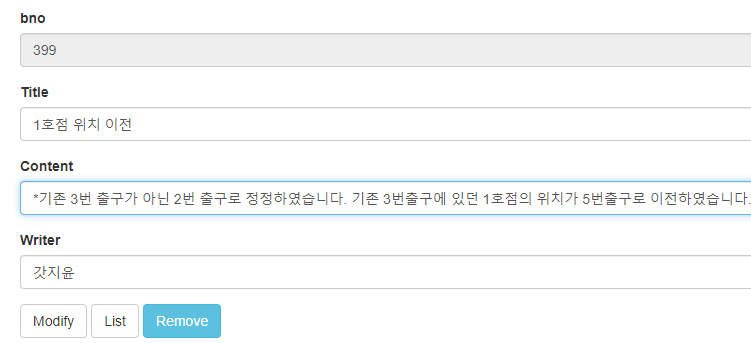 bno
399
Title
1호점 위치 이전
Content
*기존 3번 출구가 아닌 2번 출구로 정정하였습니다. 기존 3번출구에 있던 1호점의 위치가 5번출구로 이전하였습니다.
Writer
갓지윤
Modify List Remove